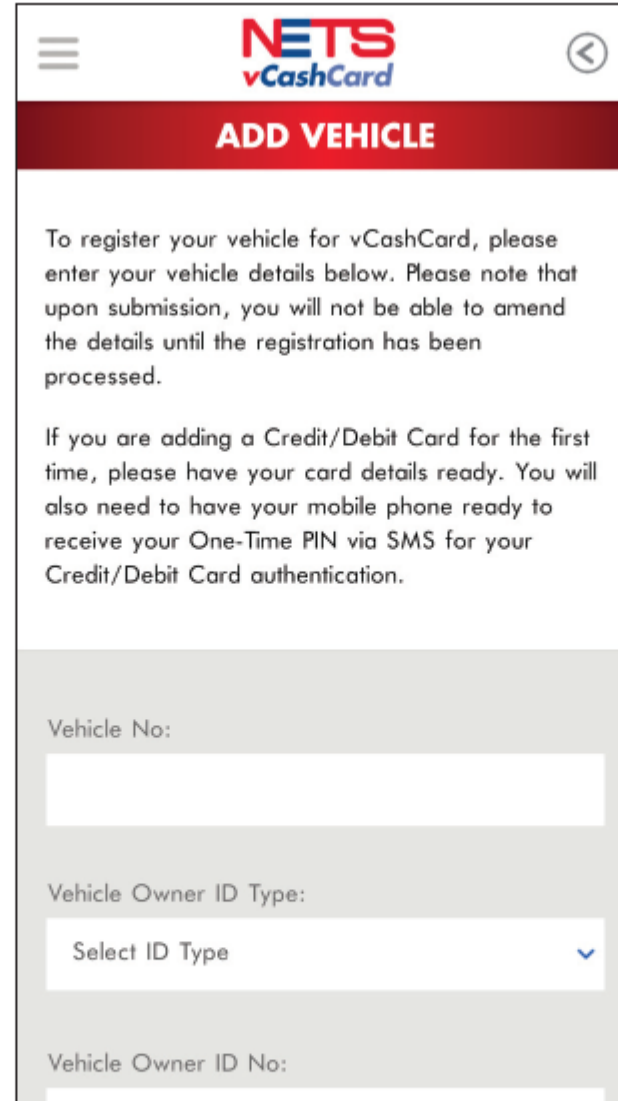 NETS
vCashCard
ADD VEHICLE
To register your vehicle for vCashCard, please
enter your vehicle details below. Please note that
upon submission, you will not be able to amend
the details until the registration has been
processed.
If you are adding a Credit/Debit Card for the first
time, please have your card details ready. You will
also need to have your mobile phone ready to
receive your One-Time PIN via SMS for your
Credit/Debit Card authentication.
Vehicle No:
Vehicle Owner ID Type:
Select ID Type
Vehicle Owner ID No: